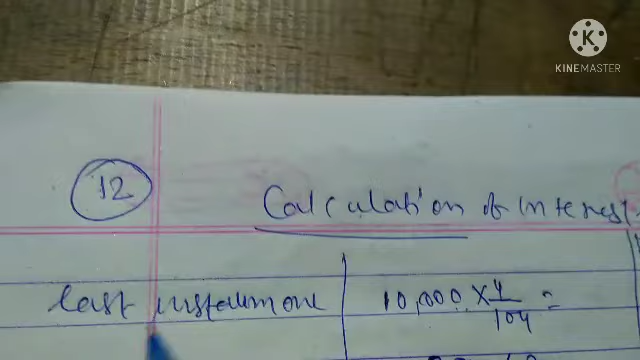 KINEMASTER
12
Calculation of interest
last instalment 10,000 × 4/104 =